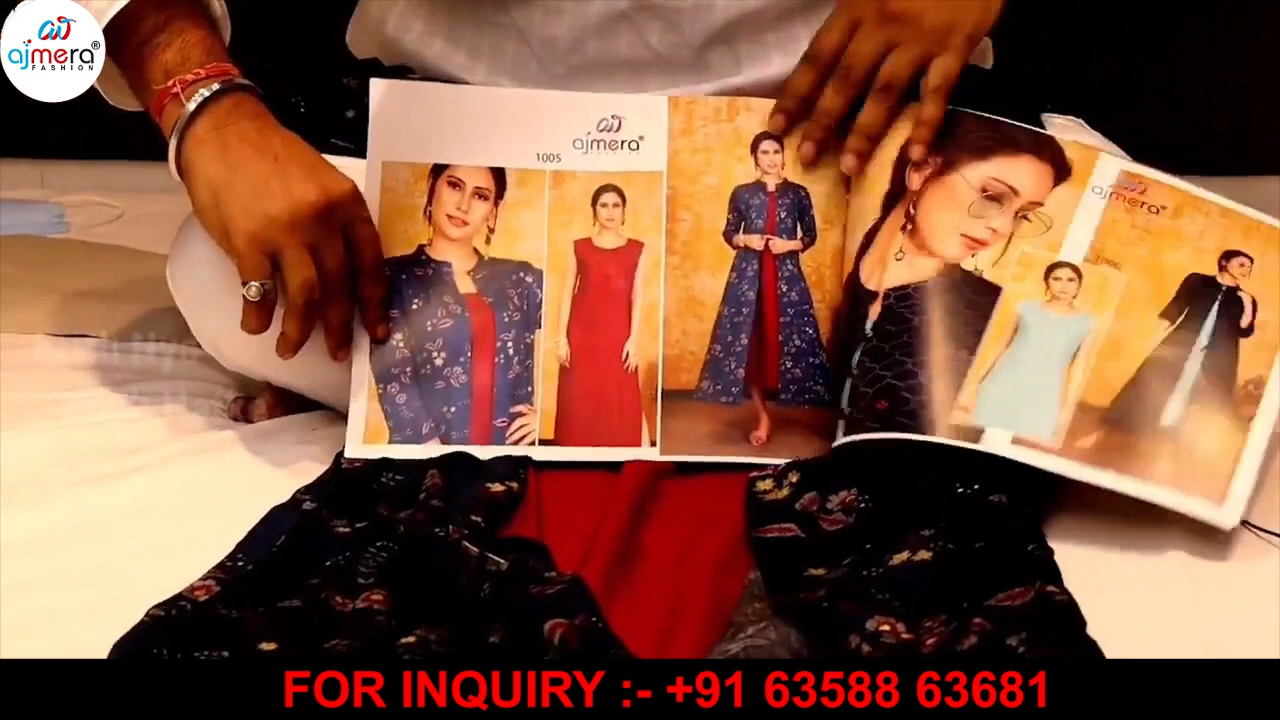 ajmera®
FASHION
1005
ajmera®
ajmera
FOR INQUIRY :- +91 63588 63681